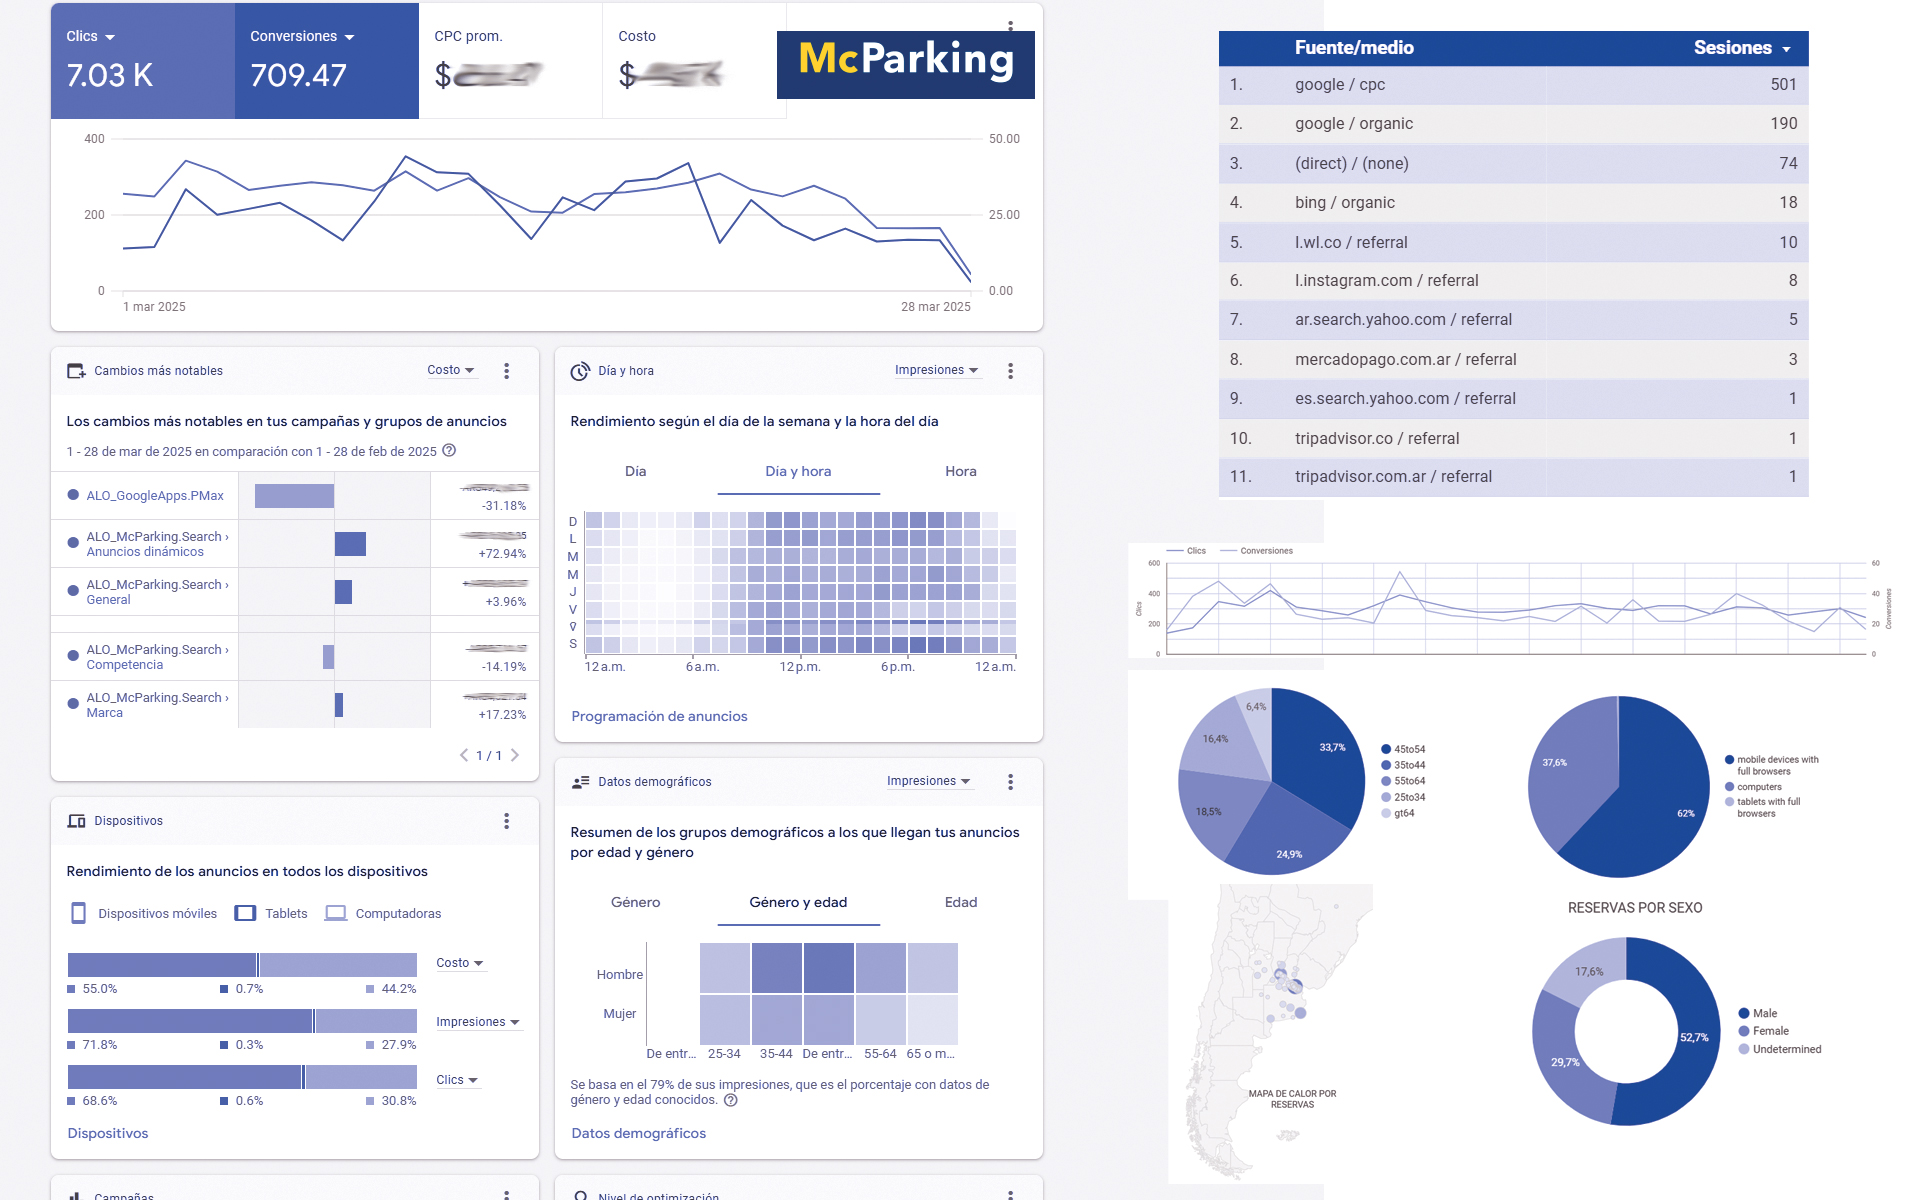 Clics
7.03 K
Conversiones
709.47
CPC prom.
$
Costo
$
McParking
400
200
0
50.00
25.00
0.00
1 mar 2025
28 mar 2025
Cambios más notables
Costo
Los cambios más notables en tus campañas y grupos de anuncios
1 - 28 de mar de 2025 en comparación con 1 - 28 de feb de 2025
ALO_GoogleApps.PMax
-31.18%
ALO_McParking.Search ›
Anuncios dinámicos
+72.94%
ALO_McParking.Search ›
General
+3.96%
ALO_McParking.Search ›
Competencia
-14.19%
ALO_McParking.Search ›
Marca
+17.23%
1 / 1
Dispositivos
Rendimiento de los anuncios en todos los dispositivos
Dispositivos móviles
Tablets
Computadoras
Costo
55.0%
0.7%
44.2%
Impresiones
71.8%
0.3%
27.9%
Clics
68.6%
0.6%
30.8%
Dispositivos
Campañas
Día y hora
Impresiones
Rendimiento según el día de la semana y la hora del día
Día
Día y hora
Hora
D
L
M
M
J
V
S
12 a.m.
6 a.m.
12 p.m.
6 p.m.
12 a.m.
Programación de anuncios
Datos demográficos
Impresiones
Resumen de los grupos demográficos a los que llegan tus anuncios
por edad y género
Género
Género y edad
Edad
Hombre
Mujer
De entr...
25-34
35-44
De entr...
55-64
65 o m...
Se basa en el 79% de sus impresiones, que es el porcentaje con datos de
género y edad conocidos.
Datos demográficos
Nivel de optimización
Fuente/medio
Sesiones
1. google / cpc 501
2. google / organic 190
3. (direct) / (none) 74
4. bing / organic 18
5. l.wl.co / referral 10
6. l.instagram.com / referral 8
7. ar.search.yahoo.com / referral 5
8. mercadopago.com.ar / referral 3
9. es.search.yahoo.com / referral 1
10. tripadvisor.co / referral 1
11. tripadvisor.com.ar / referral 1
Clics
Conversiones
600
400
200
0
Clics
60
40
20
0
Conversiones
33,7%
24,9%
18,5%
16,4%
6,4%
45to54
35to44
55to64
25to34
gt64
37,6%
62%
mobile devices with
full browsers
computers
tablets with full
browsers
MAPA DE CALOR POR
RESERVAS
RESERVAS POR SEXO
17,6%
29,7%
52,7%
Male
Female
Undetermined